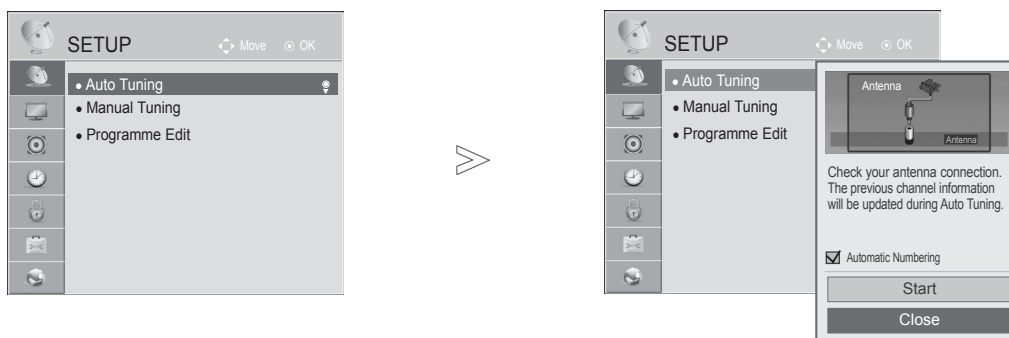 SETUP
Move OK
• Auto Tuning
• Manual Tuning
• Programme Edit
SETUP
Move OK
• Auto Tuning
• Manual Tuning
• Programme Edit
Antenna
Antenna
Check your antenna connection.
The previous channel information
will be updated during Auto Tuning.
Automatic Numbering
Start
Close